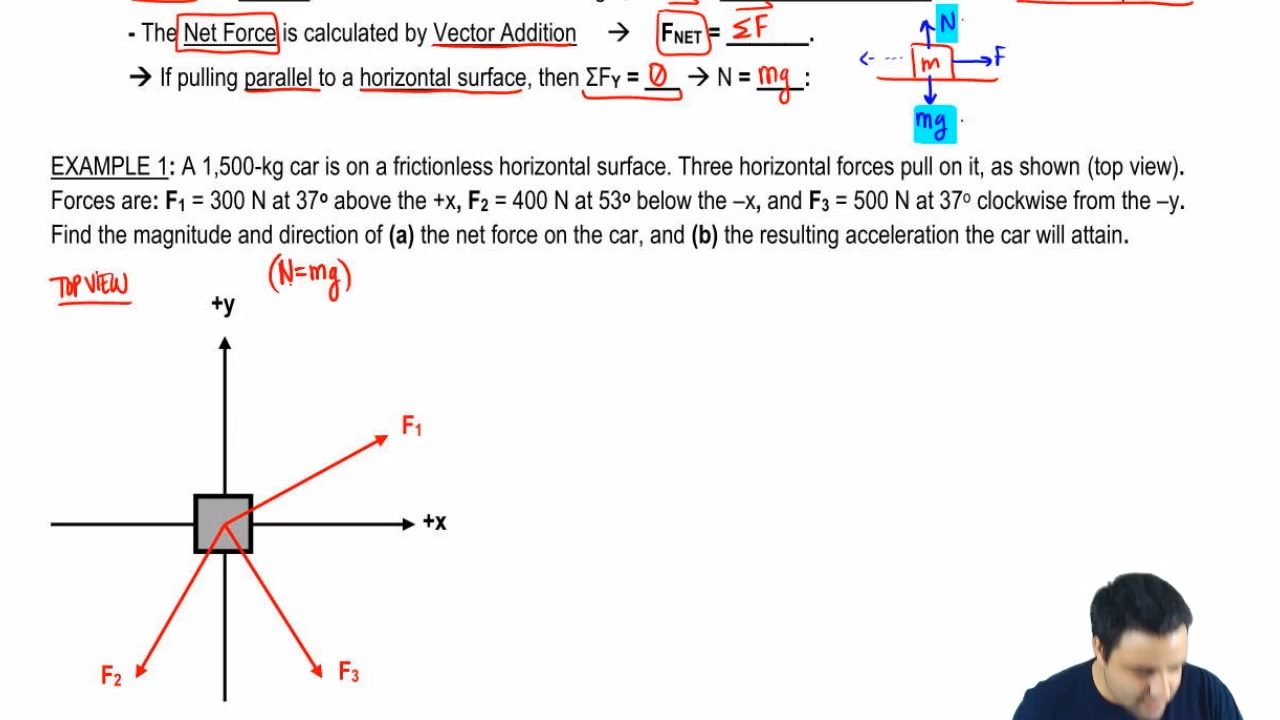 - The Net Force is calculated by Vector Addition → FNET = ΣF.
→ If pulling parallel to a horizontal surface, then ΣFY = 0 → N = mg:
N
m
F
mg
EXAMPLE 1: A 1,500-kg car is on a frictionless horizontal surface. Three horizontal forces pull on it, as shown (top view).
Forces are: F1 = 300 N at 37º above the +x, F2 = 400 N at 53º below the –x, and F3 = 500 N at 37º clockwise from the –y.
Find the magnitude and direction of (a) the net force on the car, and (b) the resulting acceleration the car will attain.
TOP VIEW
(N=mg)
+y
F1
+x
F2
F3